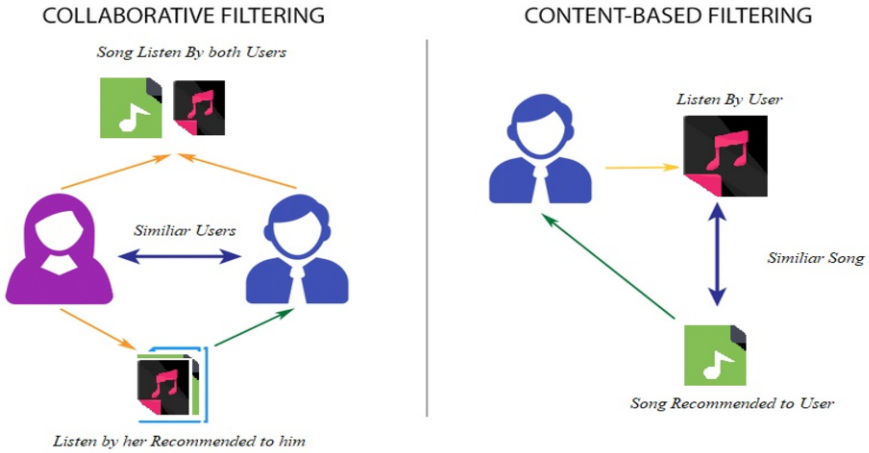 COLLABORATIVE FILTERING
Song Listen By both Users
Similiar Users
Listen by her Recommended to him
CONTENT-BASED FILTERING
Listen By User
Similiar Song
Song Recommended to User